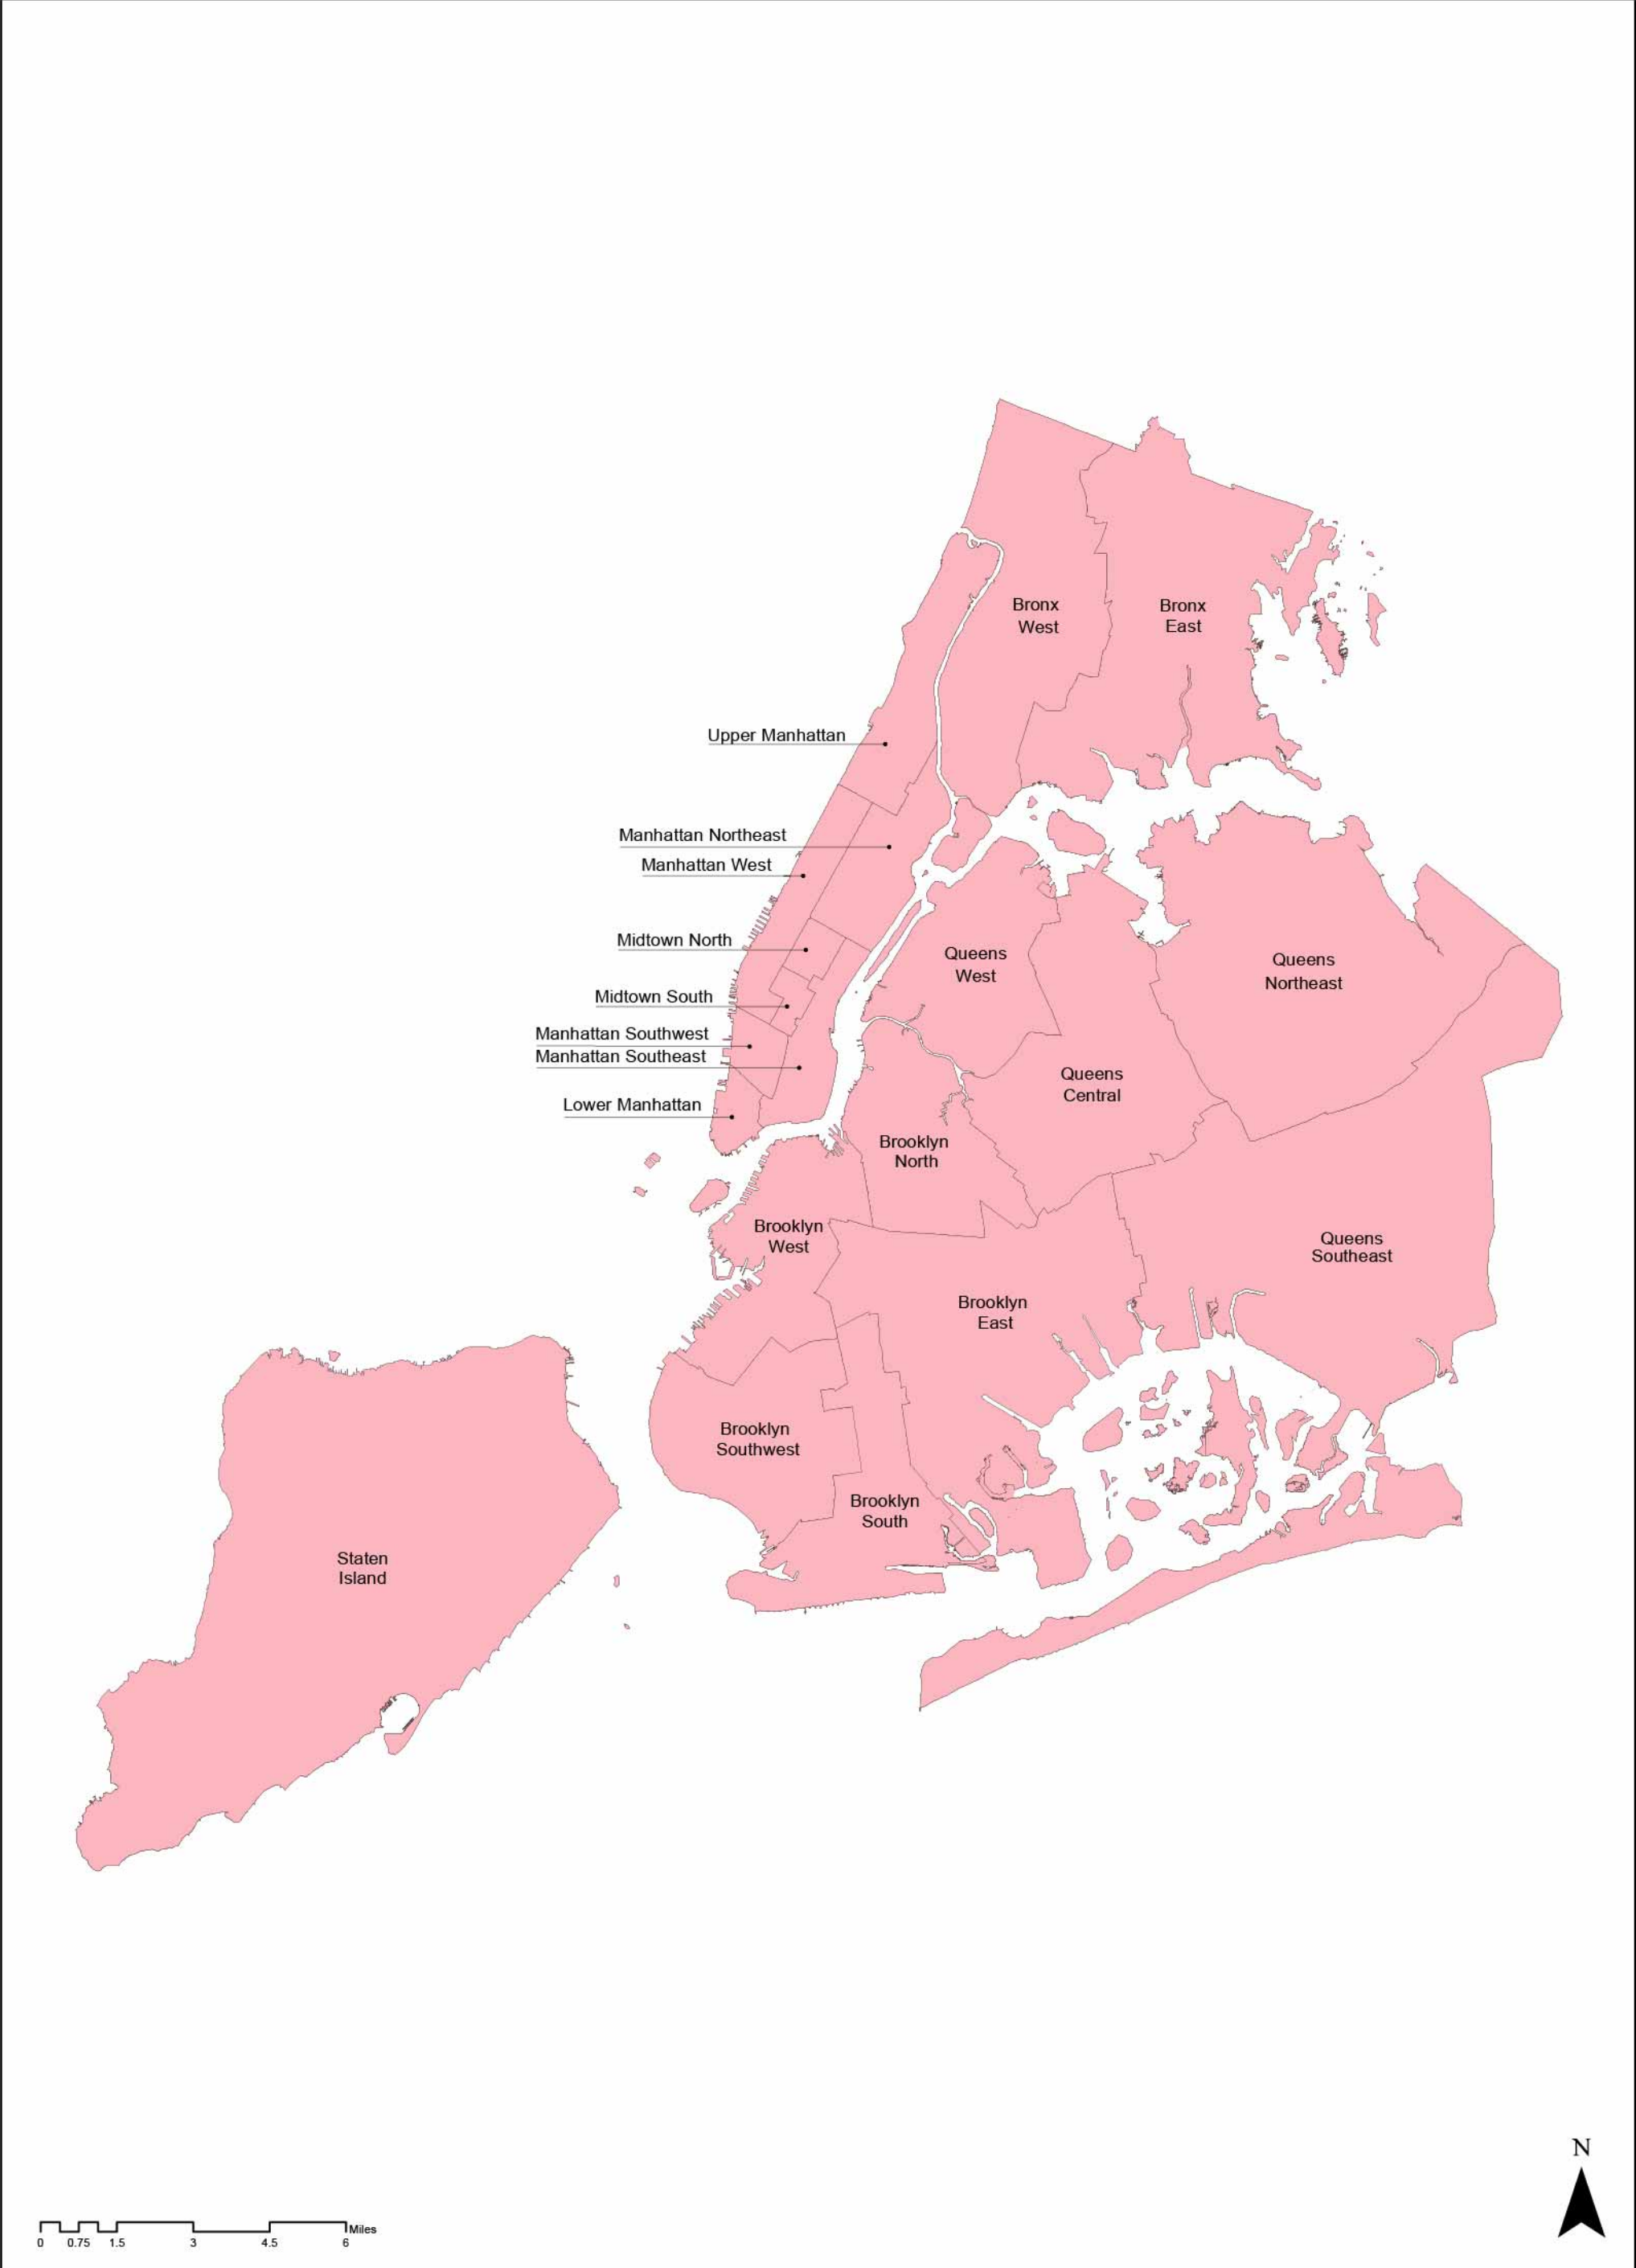 Bronx
West
Bronx
East
Upper Manhattan
Manhattan Northeast
Manhattan West
Midtown North
Queens
West
Queens
Northeast
Midtown South
Manhattan Southwest
Manhattan Southeast
Queens
Central
Lower Manhattan
Brooklyn
North
Brooklyn
West
Queens
Southeast
Brooklyn
East
Brooklyn
Southwest
Brooklyn
South
Staten
Island
N
Miles
0 0.75 1.5 3 4.5 6